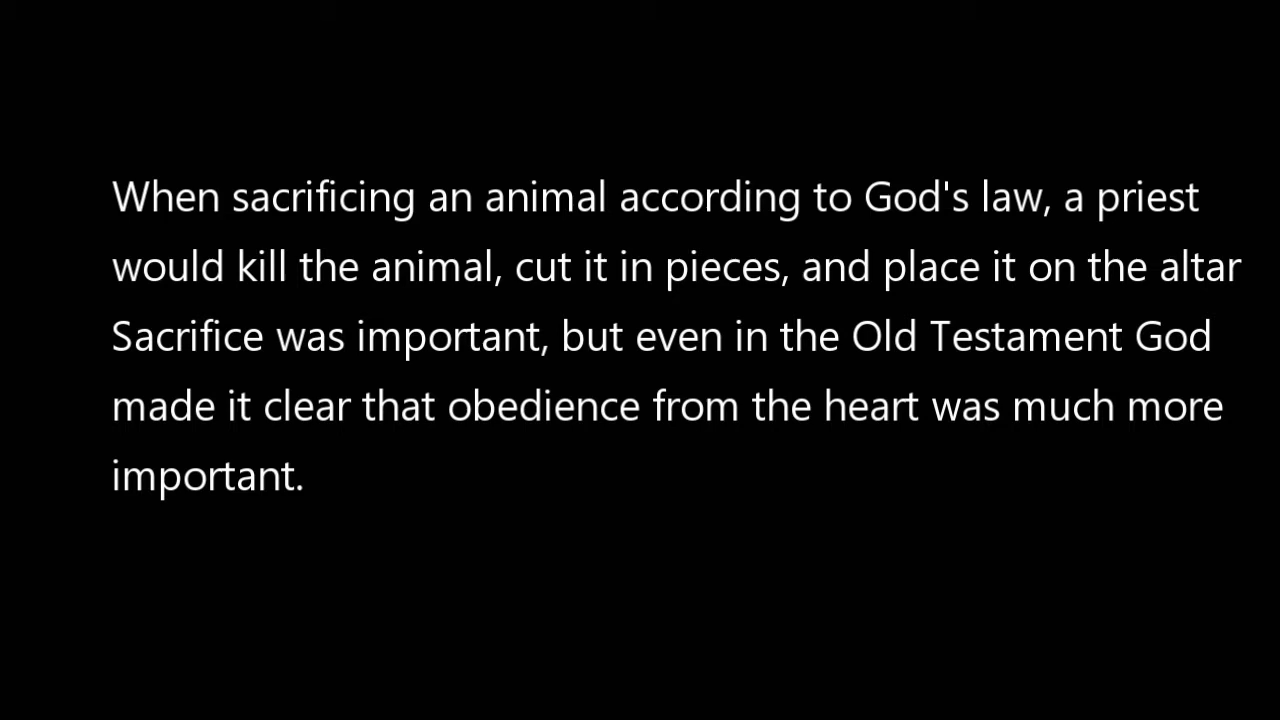 When sacrificing an animal according to God's law, a priest
would kill the animal, cut it in pieces, and place it on the altar
Sacrifice was important, but even in the Old Testament God
made it clear that obedience from the heart was much more
important.